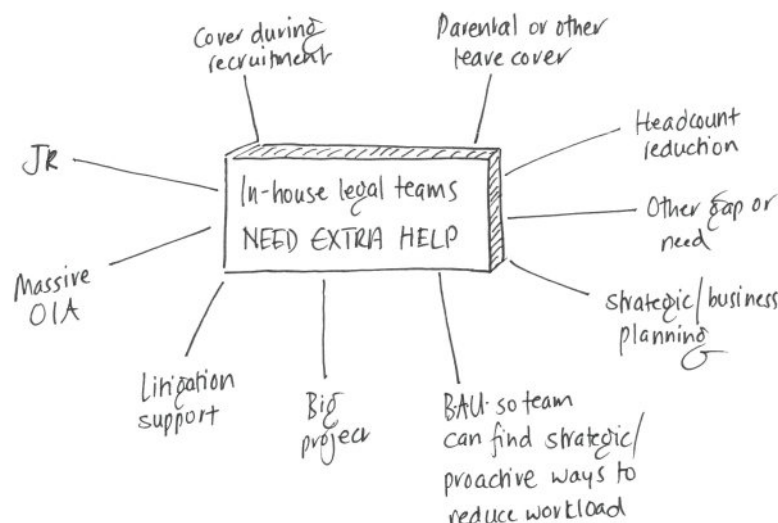 Cover during
recruitment
Parental or other
leave cover
Headcount
reduction
Other gap or
need
Strategic/business
planning
BAU so team
can find strategic/
proactive ways to
reduce workload
Big
project
Litigation
support
Massive
OIA
JR
In-house legal teams
NEED EXTRA HELP